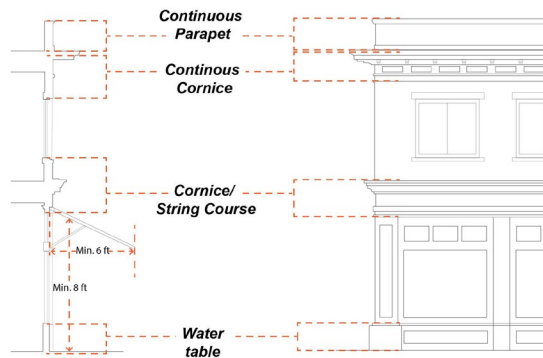 Continuous
Parapet
Continous
Cornice
Cornice/
String Course
Min. 6 ft
Min. 8 ft
Water
table